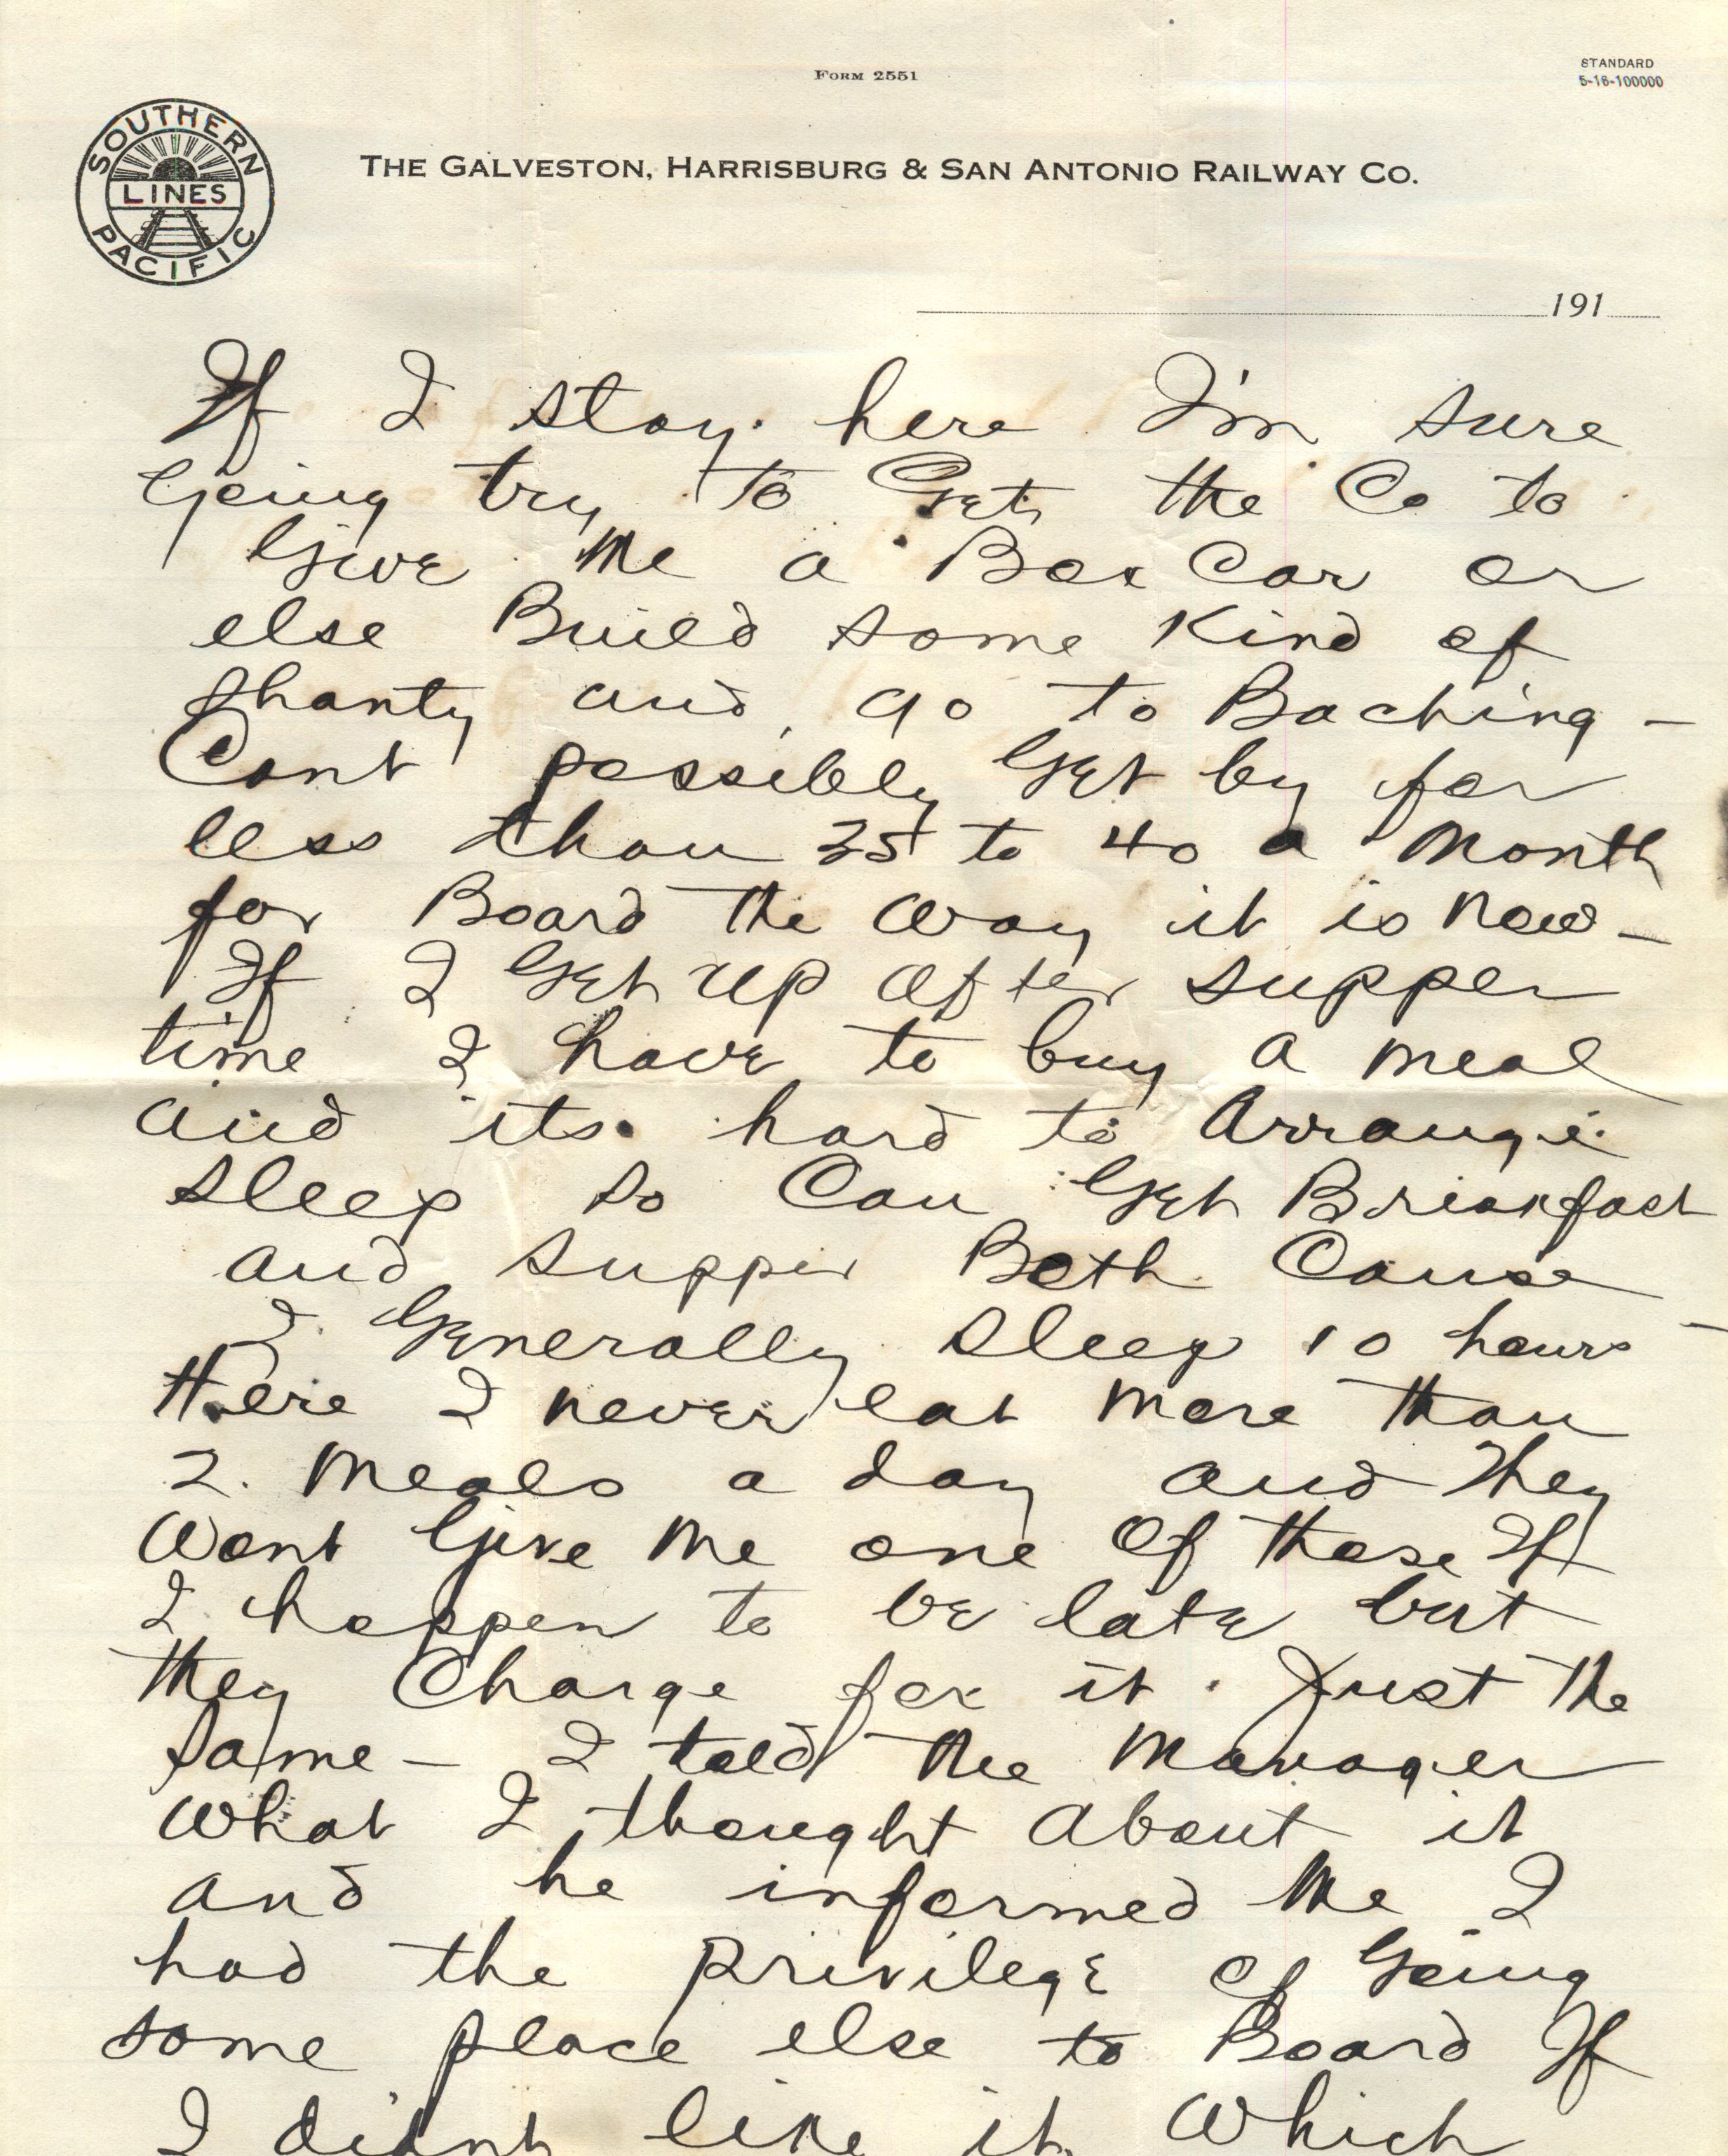 FORM 2551
STANDARD
5-16-100000
SOUTHERN
LINES
PACIFIC
THE GALVESTON, HARRISBURG & SAN ANTONIO RAILWAY CO.
191
If I stay here I'm sure
Going try to Get the Co to
Give me a Box Car or
else Build some kind of
shanty and go to Baching -
Cant possibly Get by for
less than 35 to 40 a month
for Board the way it is now -
If I Get up after supper
time I have to buy a meal
and its hard to Arrange
sleep so Can Get Breakfast
and supper Both Cause
I Generally sleep 10 hours -
there I never eat more than
2 meals a day and They
wont Give me one of those If
I happen to be late but
they Charge for it Just the
same - I told the manager
what I thought about it
and he informed me I
had the privilege of Going
some place else to Board If
I didnt like it which